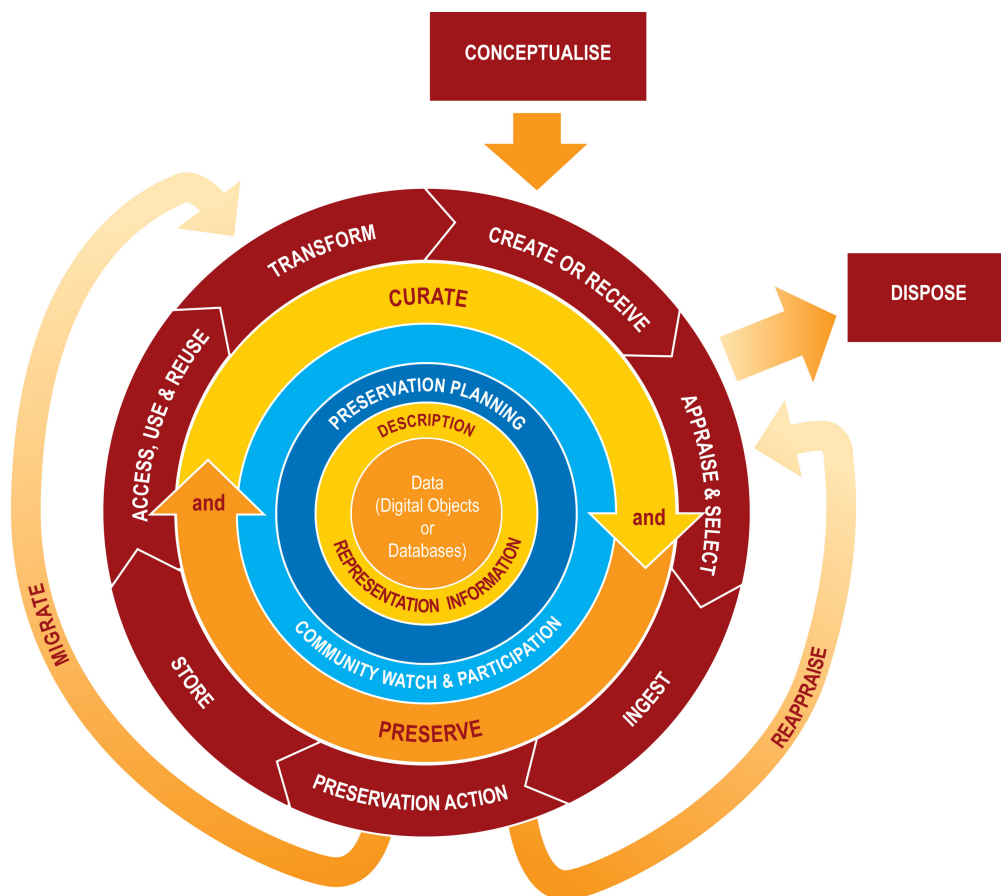 CONCEPTUALISE
DISPOSE
TRANSFORM
CREATE OR RECEIVE
APPRAISE & SELECT
INGEST
PRESERVATION ACTION
STORE
ACCESS, USE & REUSE
MIGRATE
REAPPRAISE
CURATE
and
PRESERVE
and
COMMUNITY WATCH & PARTICIPATION
PRESERVATION PLANNING
DESCRIPTION
REPRESENTATION INFORMATION
Data
(Digital Objects
or
Databases)